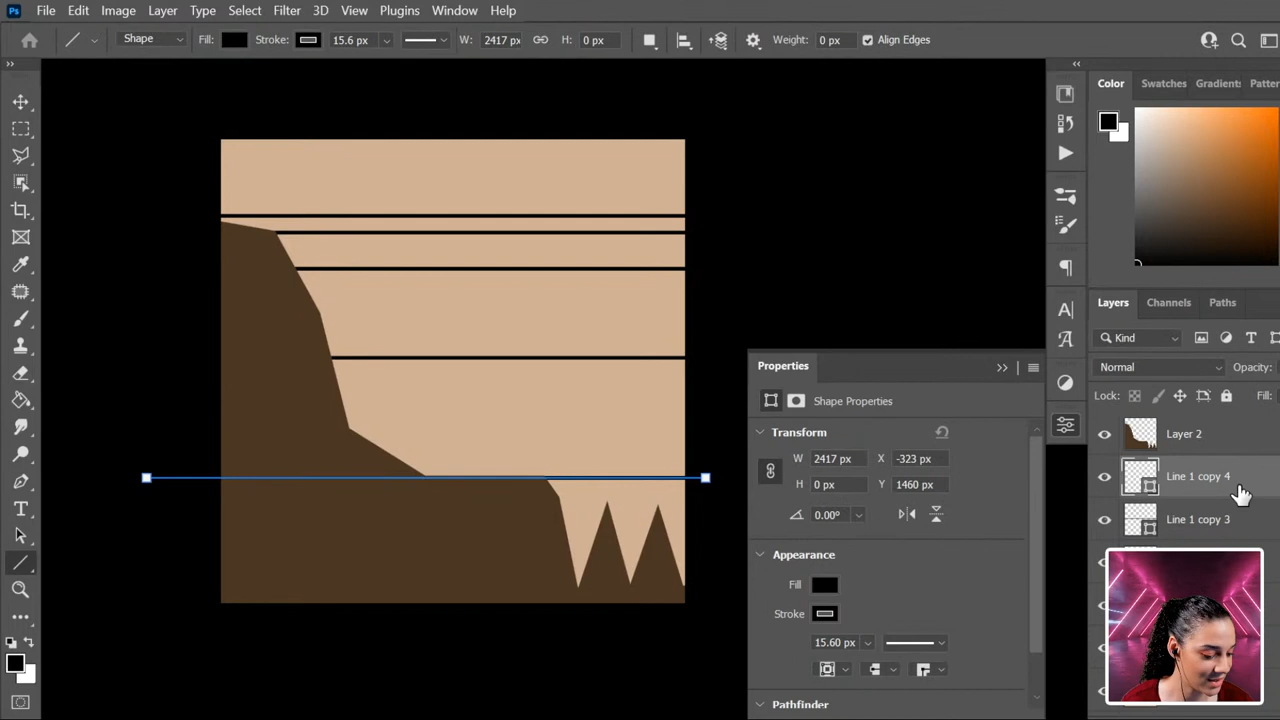 Ps File Edit Image Layer Type Select Filter 3D View Plugins Window Help
Shape Fill: Stroke: 15.6 px W: 2417 px H: 0 px Weight: 0 px Align Edges
Color Swatches Gradients
Properties
Shape Properties
Transform
W 2417 px X -323 px
H 0 px Y 1460 px
0.00°
Appearance
Fill
Stroke
15.60 px
Pathfinder
Layers Channels Paths
Kind
Normal Opacity:
Lock: Fill:
Layer 2
Line 1 copy 4
Line 1 copy 3